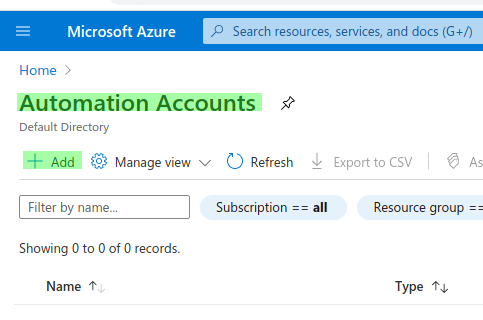 Microsoft Azure
Search resources, services, and docs (G+/)
Home
Automation Accounts
Default Directory
Add
Manage view
Refresh
Export to CSV
As
Filter by name...
Subscription == all
Resource group ==
Showing 0 to 0 of 0 records.
Name
Type